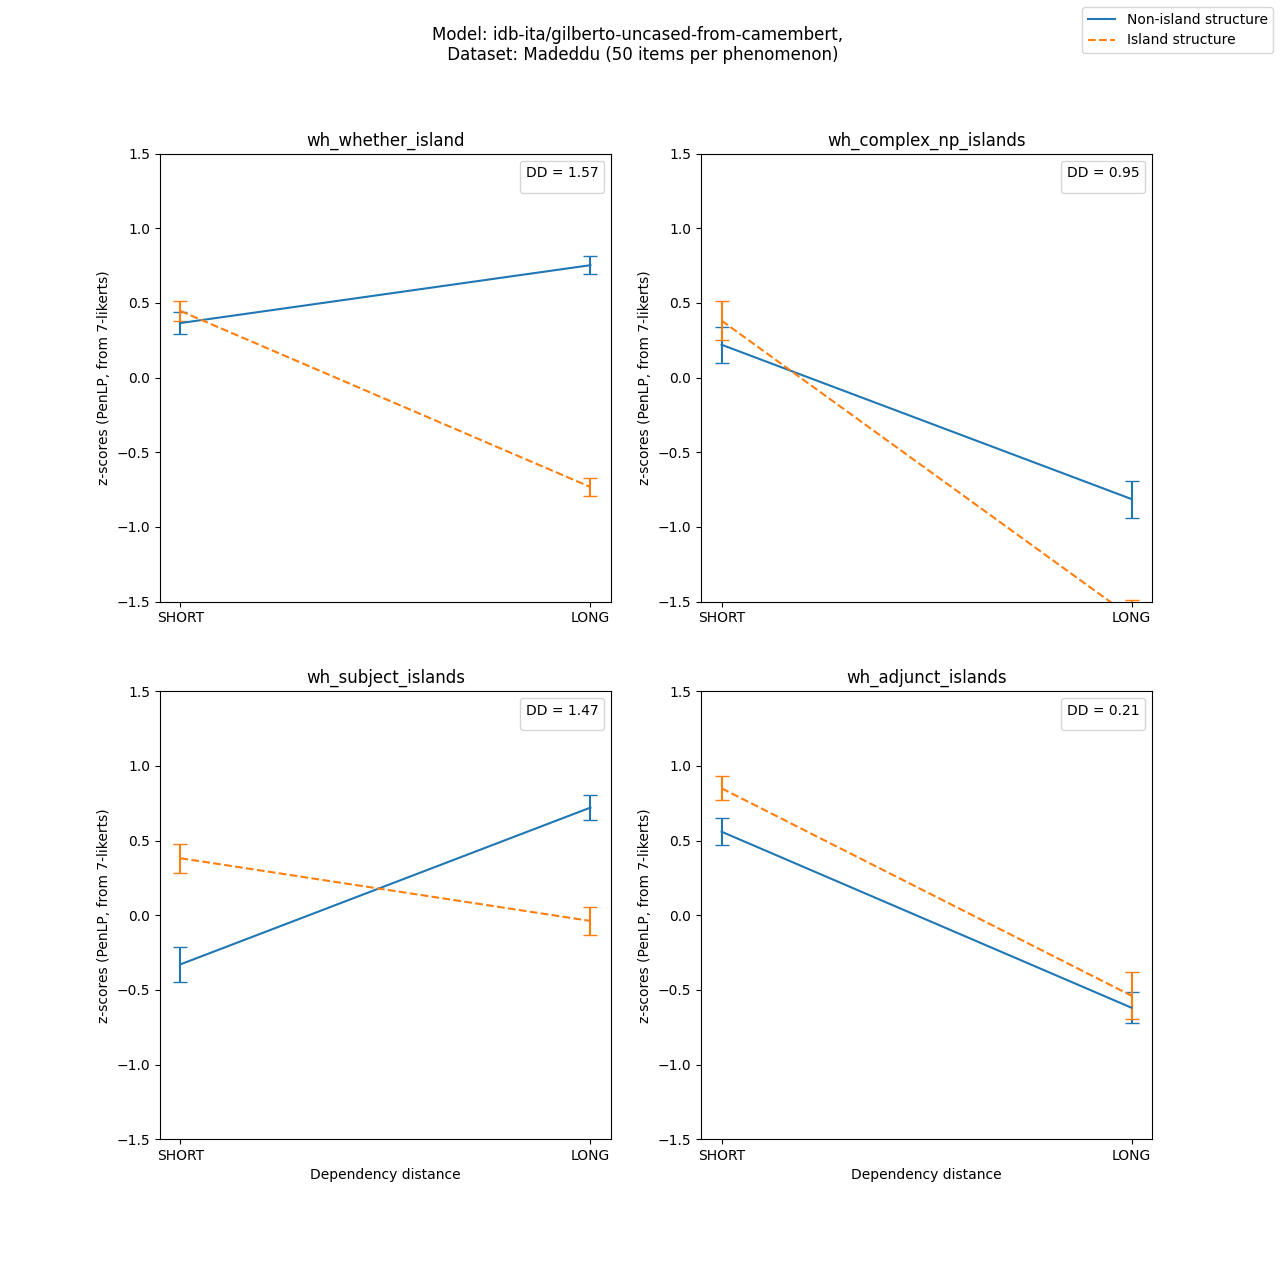 Model: idb-ita/gilberto-uncased-from-camembert,
Dataset: Madeddu (50 items per phenomenon)
Non-island structure
Island structure
wh_whether_island
DD = 1.57
1.5
1.0
0.5
0.0
−0.5
−1.0
−1.5
z-scores (PenLP, from 7-likerts)
SHORT
LONG
wh_complex_np_islands
DD = 0.95
1.5
1.0
0.5
0.0
−0.5
−1.0
−1.5
z-scores (PenLP, from 7-likerts)
SHORT
LONG
wh_subject_islands
DD = 1.47
1.5
1.0
0.5
0.0
−0.5
−1.0
−1.5
z-scores (PenLP, from 7-likerts)
SHORT
LONG
Dependency distance
wh_adjunct_islands
DD = 0.21
1.5
1.0
0.5
0.0
−0.5
−1.0
−1.5
z-scores (PenLP, from 7-likerts)
SHORT
LONG
Dependency distance